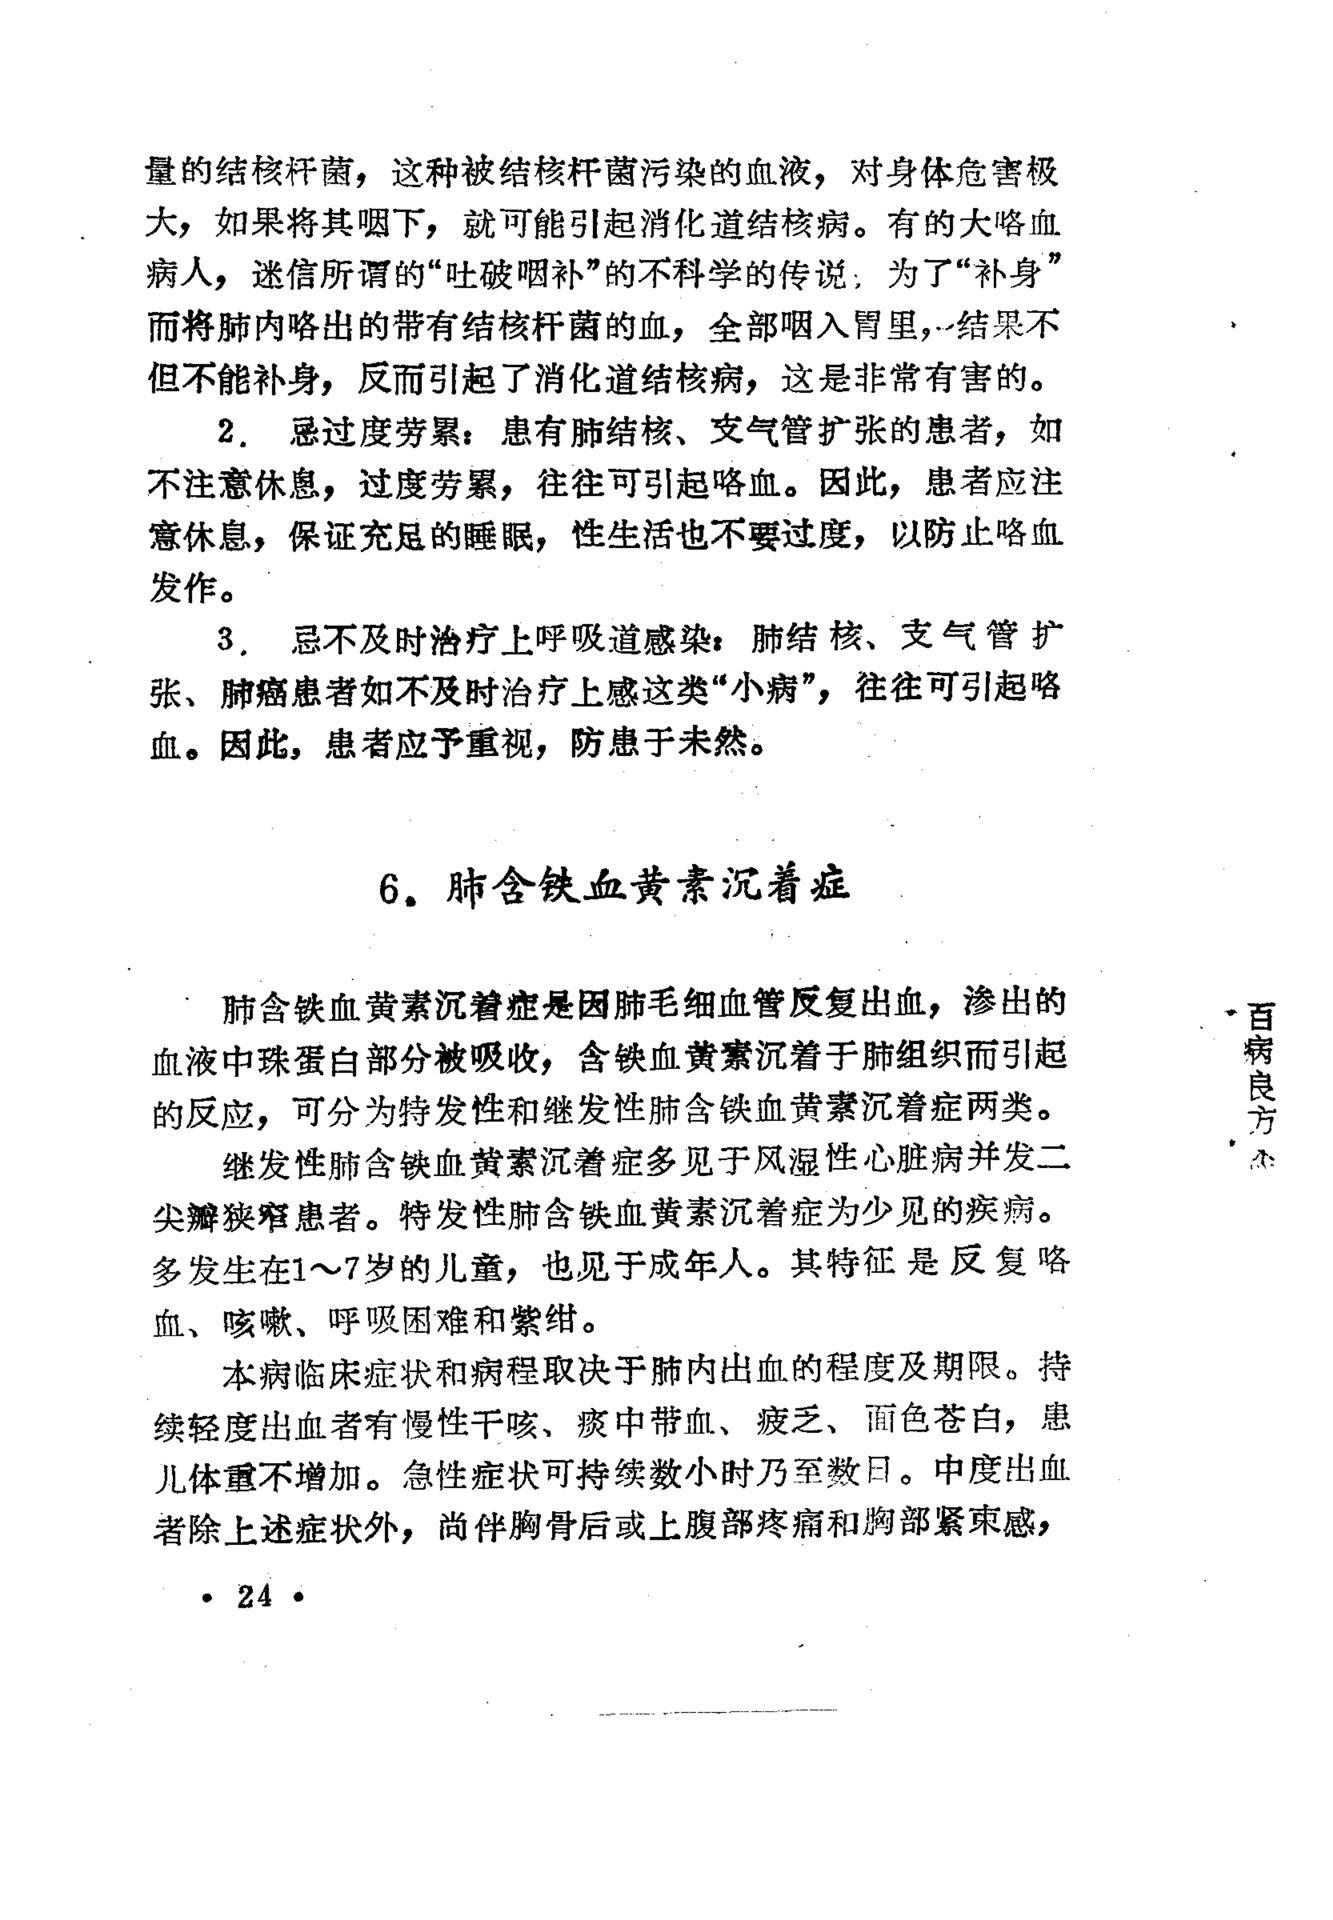 量的结核杆菌，这种被结核杆菌污染的血液，对身体危害极
大，如果将其咽下，就可能引起消化道结核病。有的大咯血
病人，迷信所谓的“吐破咽补”的不科学的传说，为了“补身”
而将肺内咯出的带有结核杆菌的血，全部咽入胃里，结果不
但不能补身，反而引起了消化道结核病，这是非常有害的。
2． 忌过度劳累：患有肺结核、支气管扩张的患者，如
不注意休息，过度劳累，往往可引起咯血。因此，患者应注
意休息，保证充足的睡眠，性生活也不要过度，以防止咯血
发作。
3． 忌不及时治疗上呼吸道感染：肺结核、支气管扩
张、肺癌患者如不及时治疗上感这类“小病”，往往可引起咯
血。因此，患者应予重视，防患于未然。
6．肺含铁血黄素沉着症
肺含铁血黄素沉着症是因肺毛细血管反复出血，渗出的
血液中珠蛋白部分被吸收，含铁血黄素沉着于肺组织而引起
的反应，可分为特发性和继发性肺含铁血黄素沉着症两类。
继发性肺含铁血黄素沉着症多见于风湿性心脏病并发二
尖瓣狭窄患者。特发性肺含铁血黄素沉着症为少见的疾病。
多发生在1～7岁的儿童，也见于成年人。其特征是反复咯
血、咳嗽、呼吸困难和紫绀。
本病临床症状和病程取决于肺内出血的程度及期限。持
续轻度出血者有慢性干咳、痰中带血、疲乏、面色苍白，患
儿体重不增加。急性症状可持续数小时乃至数日。中度出血
者除上述症状外，尚伴胸骨后或上腹部疼痛和胸部紧束感，
• 24 •
百病良方